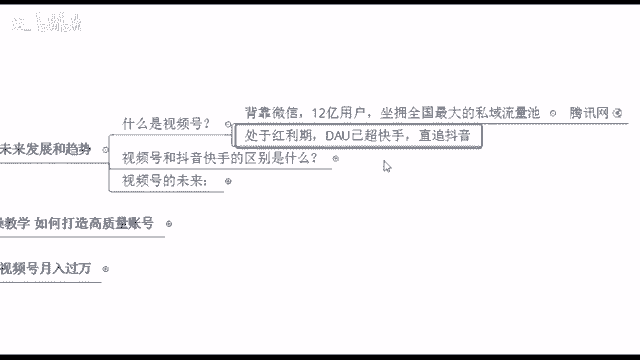 背靠微信，12亿用户，坐拥全国最大的私域流量池
腾讯网
什么是视频号？
处于红利期，DAU已超快手，直追抖音
未来发展和趋势
视频号和抖音快手的区别是什么？
视频号的未来：
教学 如何打造高质量账号
视频号月入过万